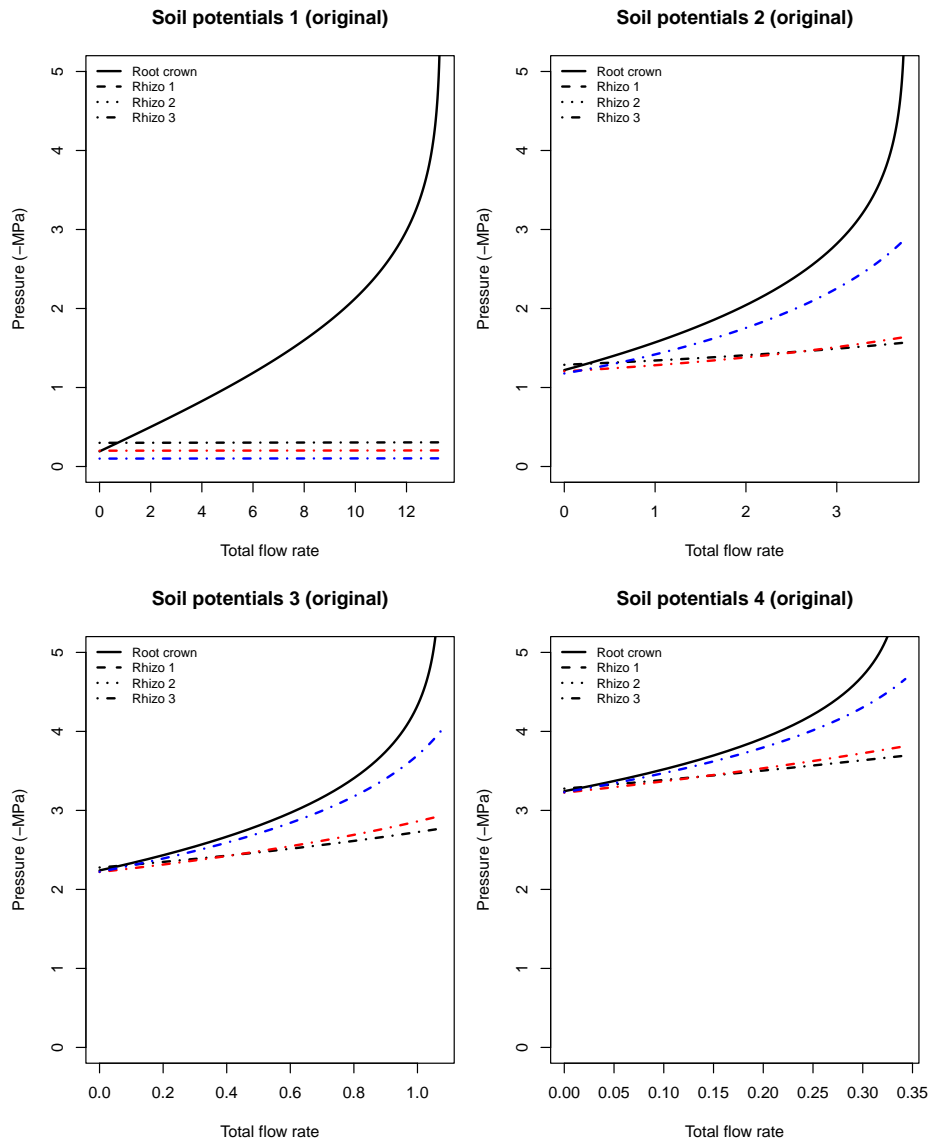 Soil potentials 1 (original)
Pressure (−MPa)
5
4
3
2
1
0
Root crown
Rhizo 1
Rhizo 2
Rhizo 3
0 2 4 6 8 10 12
Total flow rate
Soil potentials 2 (original)
Pressure (−MPa)
5
4
3
2
1
0
Root crown
Rhizo 1
Rhizo 2
Rhizo 3
0 1 2 3
Total flow rate
Soil potentials 3 (original)
Pressure (−MPa)
5
4
3
2
1
0
Root crown
Rhizo 1
Rhizo 2
Rhizo 3
0.0 0.2 0.4 0.6 0.8 1.0
Total flow rate
Soil potentials 4 (original)
Pressure (−MPa)
5
4
3
2
1
0
Root crown
Rhizo 1
Rhizo 2
Rhizo 3
0.00 0.05 0.10 0.15 0.20 0.25 0.30 0.35
Total flow rate